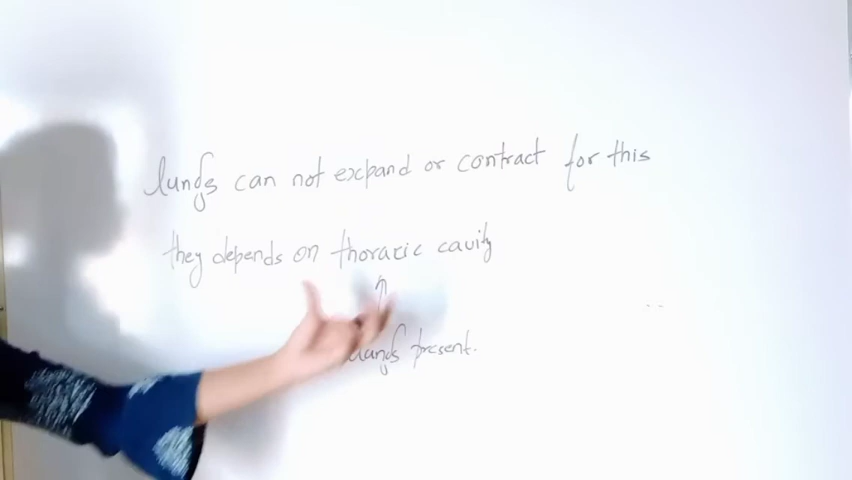 lungs can not expand or contract for this
they depends on thoracic cavity
↑
lungs present.